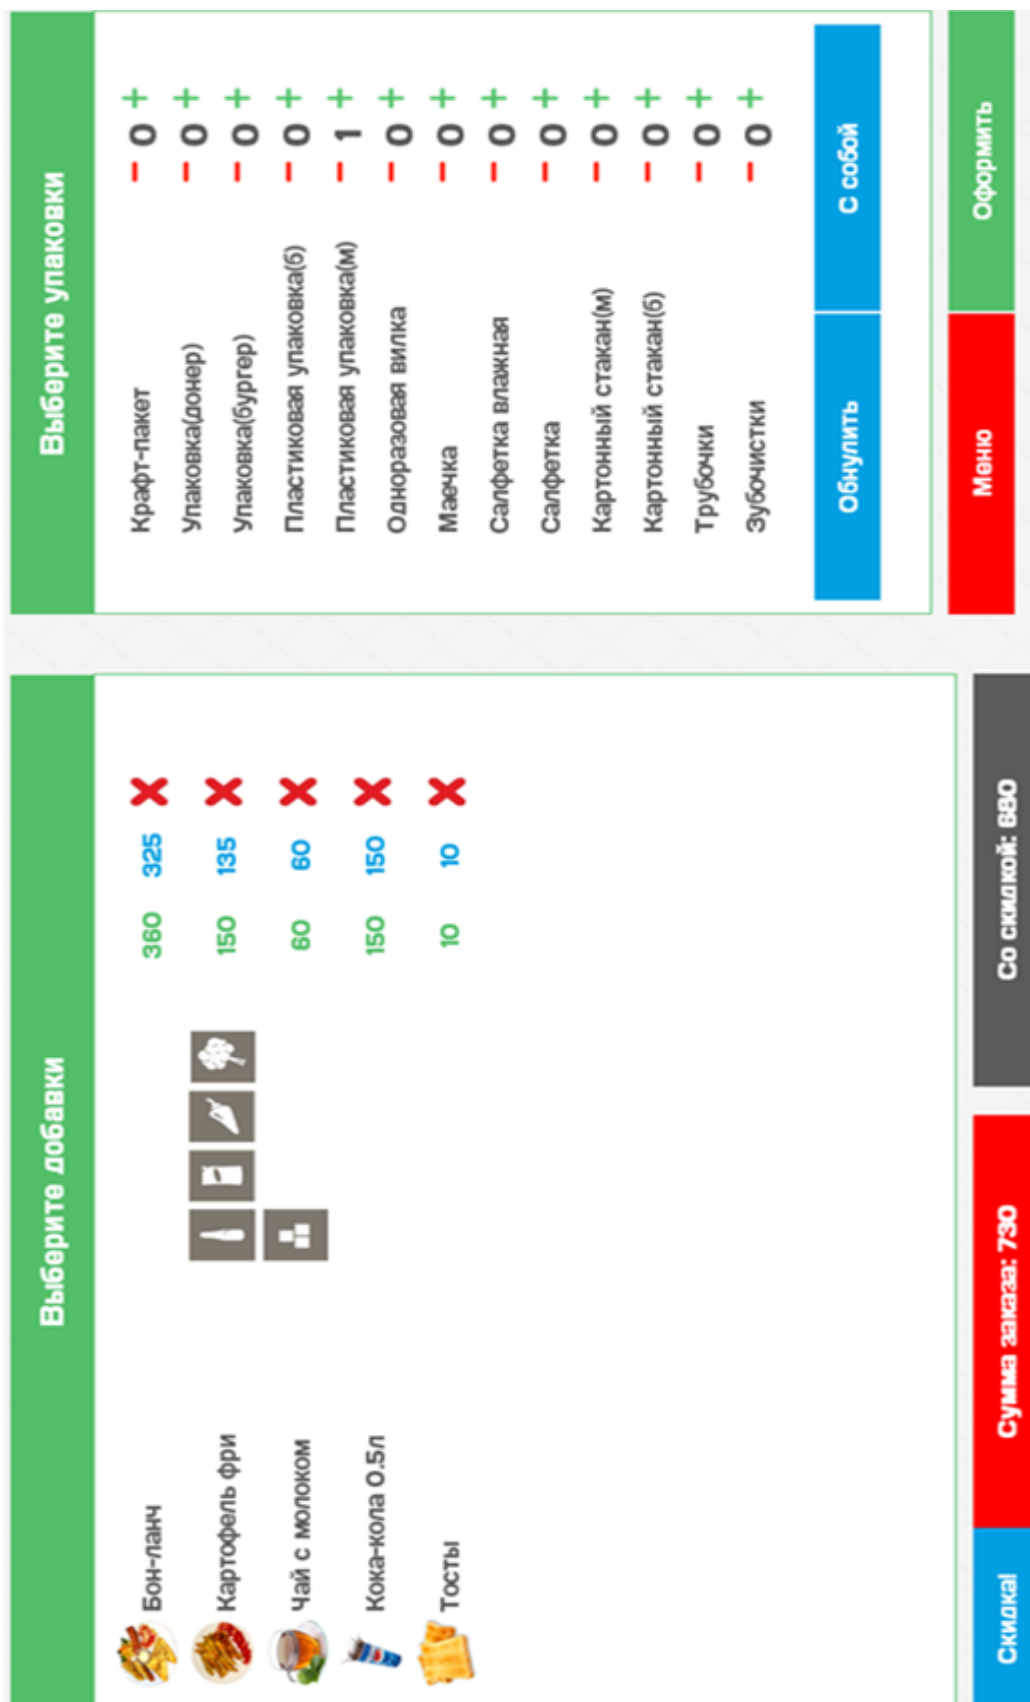 Выберите добавки
Бон-ланч 360 325
Картофель фри 150 135
Чай с молоком 60 60
Кока-кола 0.5л 150 150
Тосты 10 10
Скидка! Сумма заказа: 730 Со скидкой: 680
Выберите упаковки
Крафт-пакет – 0 +
Упаковка(донер) – 0 +
Упаковка(бургер) – 0 +
Пластиковая упаковка(б) – 0 +
Пластиковая упаковка(м) – 1 +
Одноразовая вилка – 0 +
Маечка – 0 +
Салфетка влажная – 0 +
Салфетка – 0 +
Картонный стакан(м) – 0 +
Картонный стакан(б) – 0 +
Трубочки – 0 +
Зубочистки – 0 +
Обнулить С собой
Меню Оформить